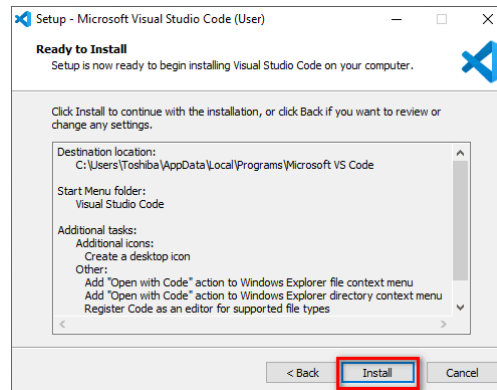 Setup - Microsoft Visual Studio Code (User)
Ready to Install
Setup is now ready to begin installing Visual Studio Code on your computer.
Click Install to continue with the installation, or click Back if you want to review or
change any settings.
Destination location:
C:\Users\Toshiba\AppData\Local\Programs\Microsoft VS Code
Start Menu folder:
Visual Studio Code
Additional tasks:
Additional icons:
Create a desktop icon
Other:
Add "Open with Code" action to Windows Explorer file context menu
Add "Open with Code" action to Windows Explorer directory context menu
Register Code as an editor for supported file types
< Back Install Cancel